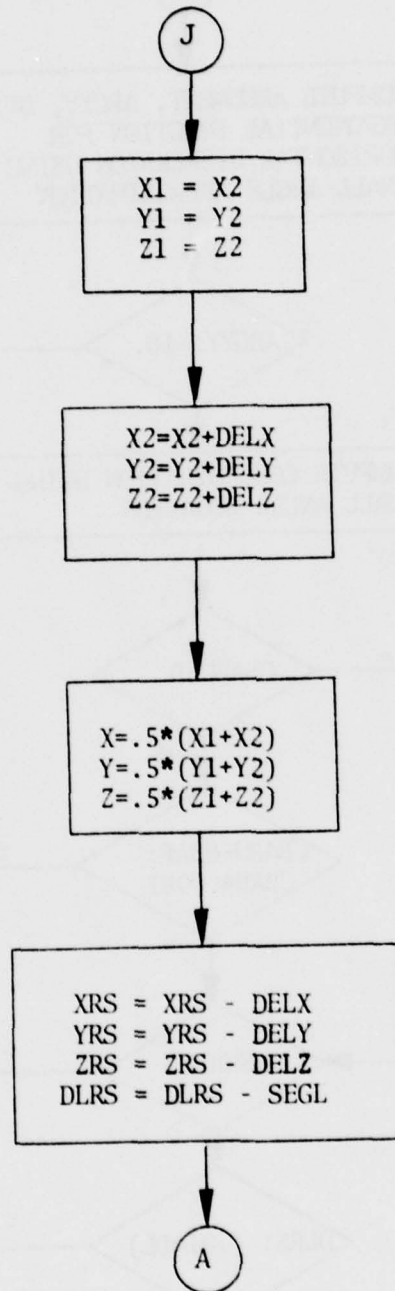 J
X1 = X2
Y1 = Y2
Z1 = Z2
X2=X2+DELX
Y2=Y2+DELY
Z2=Z2+DELZ
X=.5*(X1+X2)
Y=.5*(Y1+Y2)
Z=.5*(Z1+Z2)
XRS = XRS - DELX
YRS = YRS - DELY
ZRS = ZRS - DELZ
DLRS = DLRS - SEGL
A